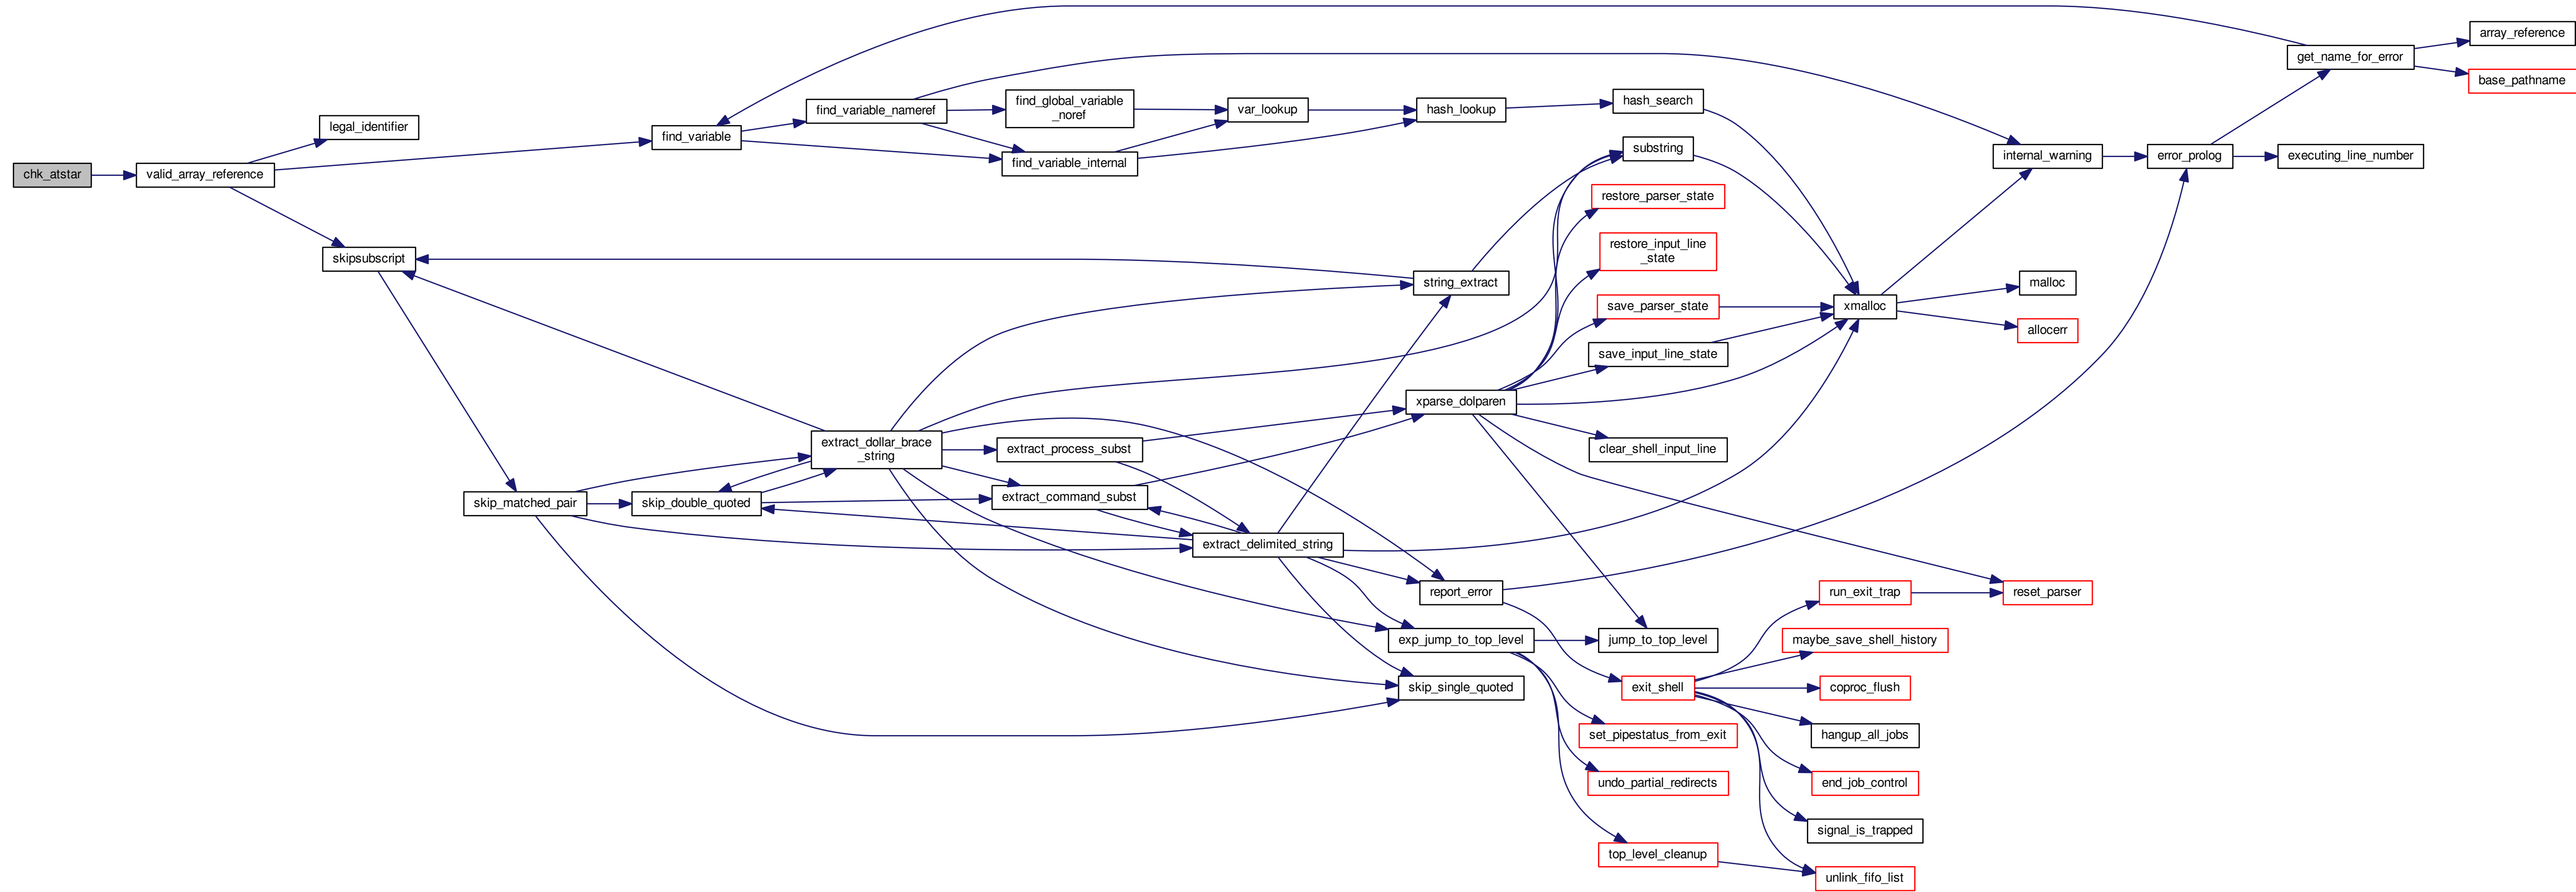 chk_atstar
valid_array_reference
legal_identifier
skipsubscript
skip_matched_pair
find_variable
skip_double_quoted
find_variable_nameref
extract_dollar_brace
_string
find_global_variable
_noref
find_variable_internal
extract_process_subst
extract_command_subst
var_lookup
extract_delimited_string
hash_lookup
string_extract
xparse_dolparen
report_error
exp_jump_to_top_level
skip_single_quoted
hash_search
substring
restore_parser_state
restore_input_line
_state
save_parser_state
save_input_line_state
clear_shell_input_line
jump_to_top_level
exit_shell
set_pipestatus_from_exit
undo_partial_redirects
top_level_cleanup
xmalloc
run_exit_trap
maybe_save_shell_history
coproc_flush
hangup_all_jobs
end_job_control
signal_is_trapped
unlink_fifo_list
internal_warning
malloc
allocerr
reset_parser
error_prolog
get_name_for_error
executing_line_number
array_reference
base_pathname